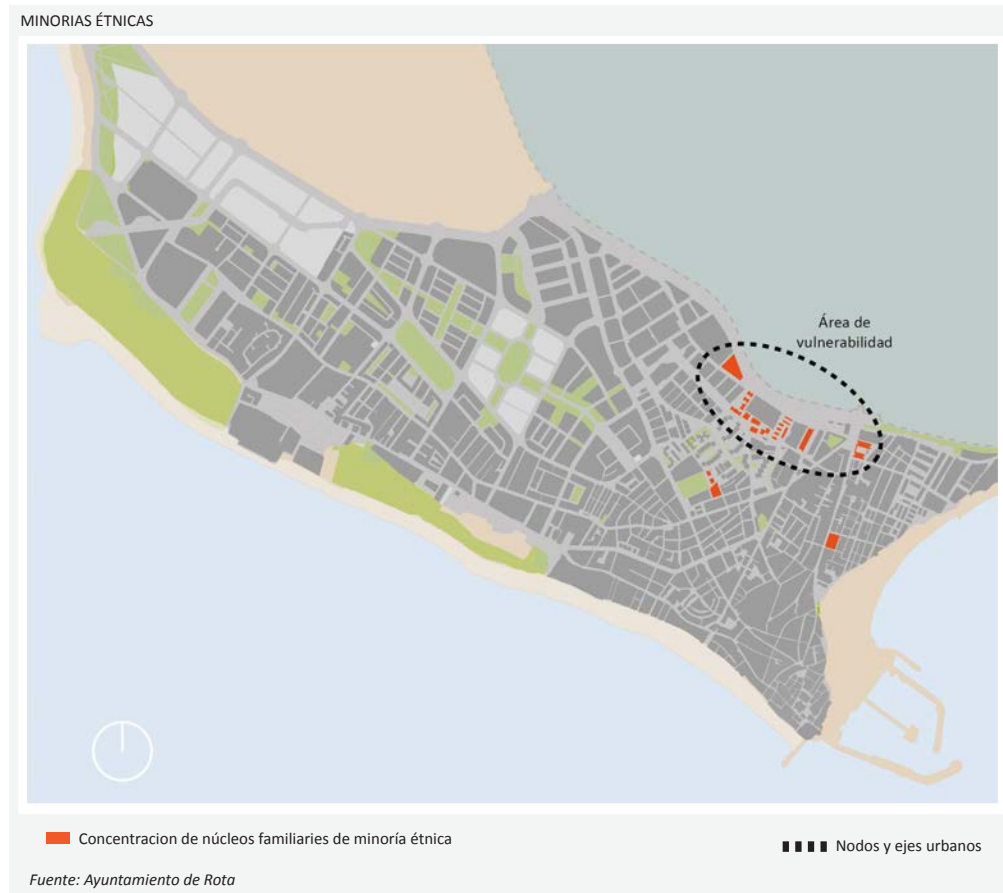 MINORIAS ÉTNICAS
Área de
vulnerabilidad
Concentracion de núcleos familiaries de minoría étnica
Nodos y ejes urbanos
Fuente: Ayuntamiento de Rota